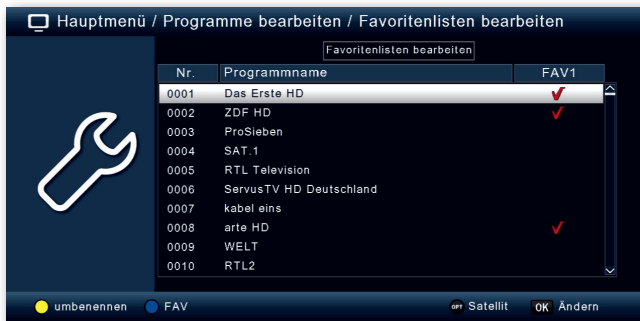 Hauptmenü / Programme bearbeiten / Favoritenlisten bearbeiten
Favoritenlisten bearbeiten
Nr. Programmname FAV1
0001 Das Erste HD
0002 ZDF HD
0003 ProSieben
0004 SAT.1
0005 RTL Television
0006 ServusTV HD Deutschland
0007 kabel eins
0008 arte HD
0009 WELT
0010 RTL2
umbenennen FAV OPT Satellit OK Ändern